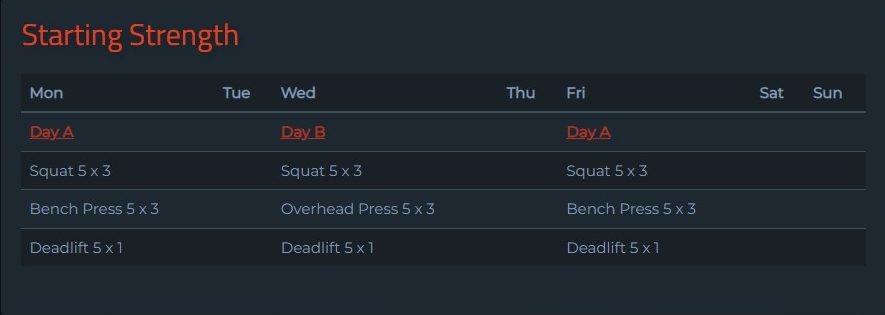 Starting Strength
Mon Tue Wed Thu Fri Sat Sun
Day A Day B Day A
Squat 5 x 3 Squat 5 x 3 Squat 5 x 3
Bench Press 5 x 3 Overhead Press 5 x 3 Bench Press 5 x 3
Deadlift 5 x 1 Deadlift 5 x 1 Deadlift 5 x 1